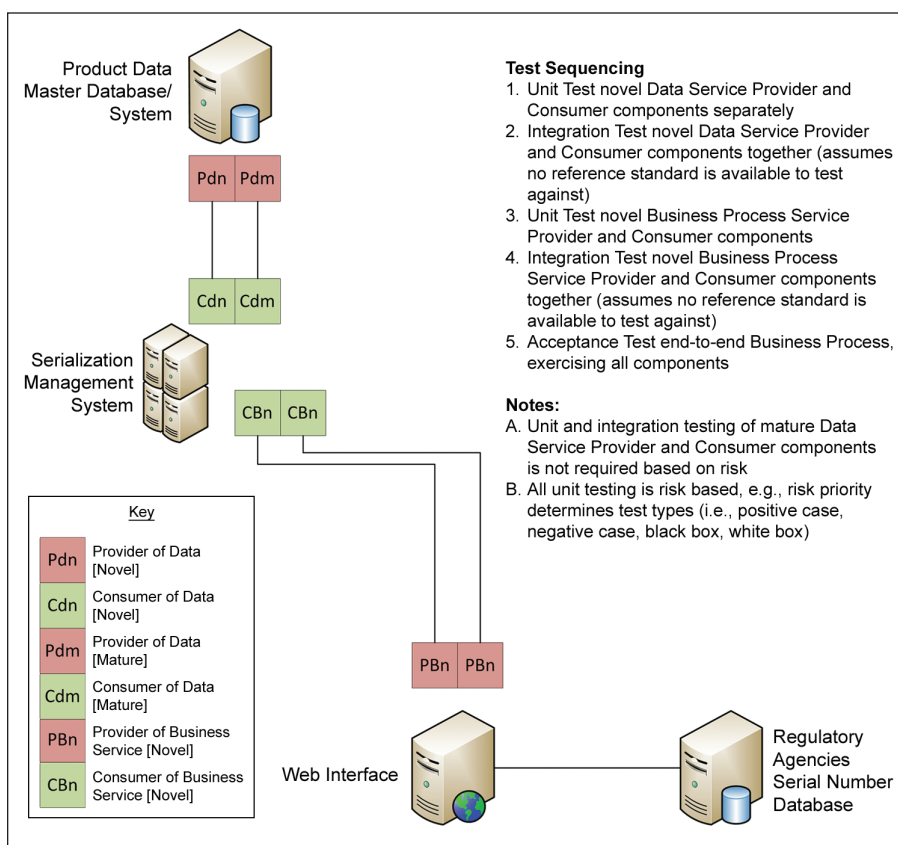 Product Data
Master Database/
System
Pdn Pdm
Cdn Cdm
Serialization
Management
System
CBn CBn
PBn PBn
Web Interface
Regulatory
Agencies
Serial Number
Database
Test Sequencing
1. Unit Test novel Data Service Provider and
Consumer components separately
2. Integration Test novel Data Service Provider
and Consumer components together (assumes
no reference standard is available to test
against)
3. Unit Test novel Business Process Service
Provider and Consumer components
4. Integration Test novel Business Process
Service Provider and Consumer components
together (assumes no reference standard is
available to test against)
5. Acceptance Test end-to-end Business Process,
exercising all components
Notes:
A. Unit and integration testing of mature Data
Service Provider and Consumer components
is not required based on risk
B. All unit testing is risk based, e.g., risk priority
determines test types (i.e., positive case,
negative case, black box, white box)
Key
Pdn Provider of Data
[Novel]
Cdn Consumer of Data
[Novel]
Pdm Provider of Data
[Mature]
Cdm Consumer of Data
[Mature]
PBn Provider of Business
Service [Novel]
CBn Consumer of Business
Service [Novel]